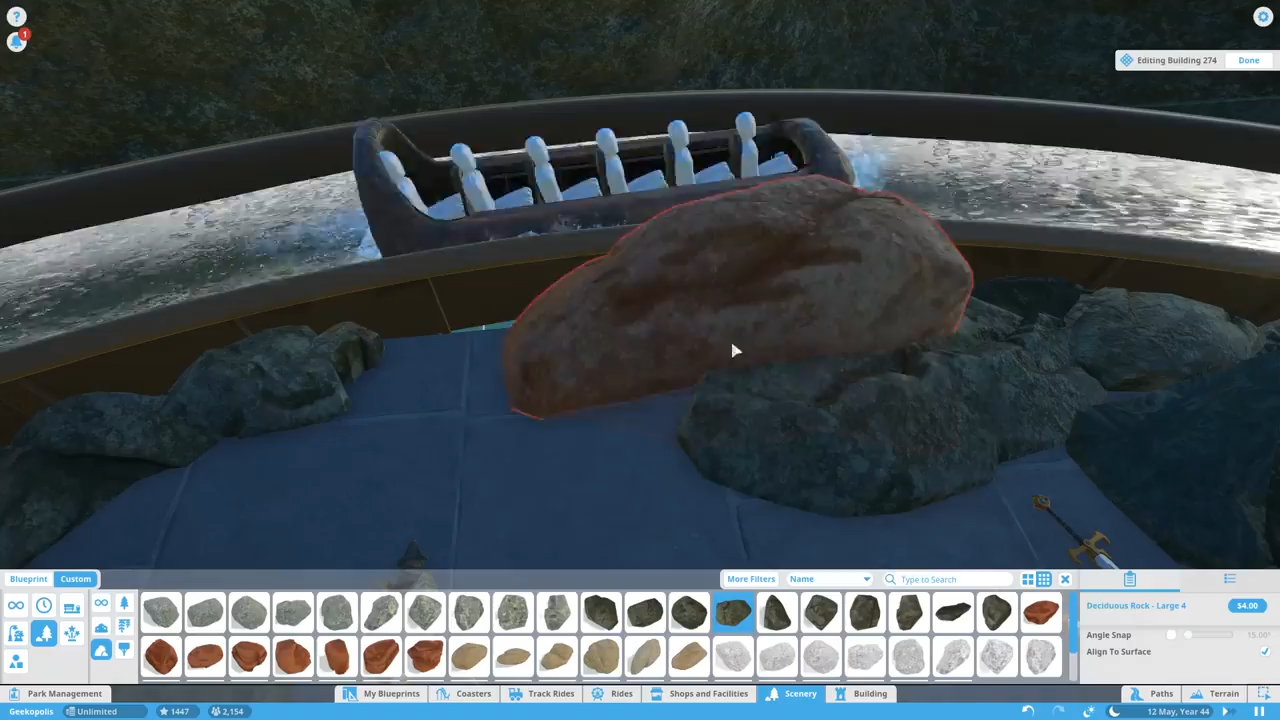 ?
1
Editing Building 274 Done
Blueprint Custom
More Filters Name Type to Search
Deciduous Rock - Large 4 $4.00
Angle Snap 15.00°
Align To Surface
Park Management My Blueprints Coasters Track Rides Rides Shops and Facilities Scenery Building Paths Terrain
Geekopolis Unlimited 1447 2,154 12 May, Year 44